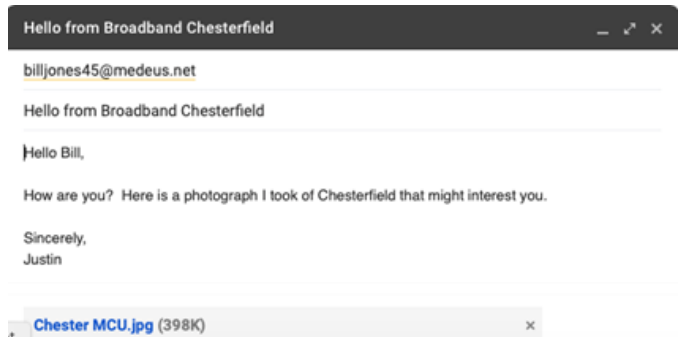 Hello from Broadband Chesterfield
billjones45@medeus.net
Hello from Broadband Chesterfield
Hello Bill,
How are you?  Here is a photograph I took of Chesterfield that might interest you.
Sincerely,
Justin
Chester MCU.jpg (398K)